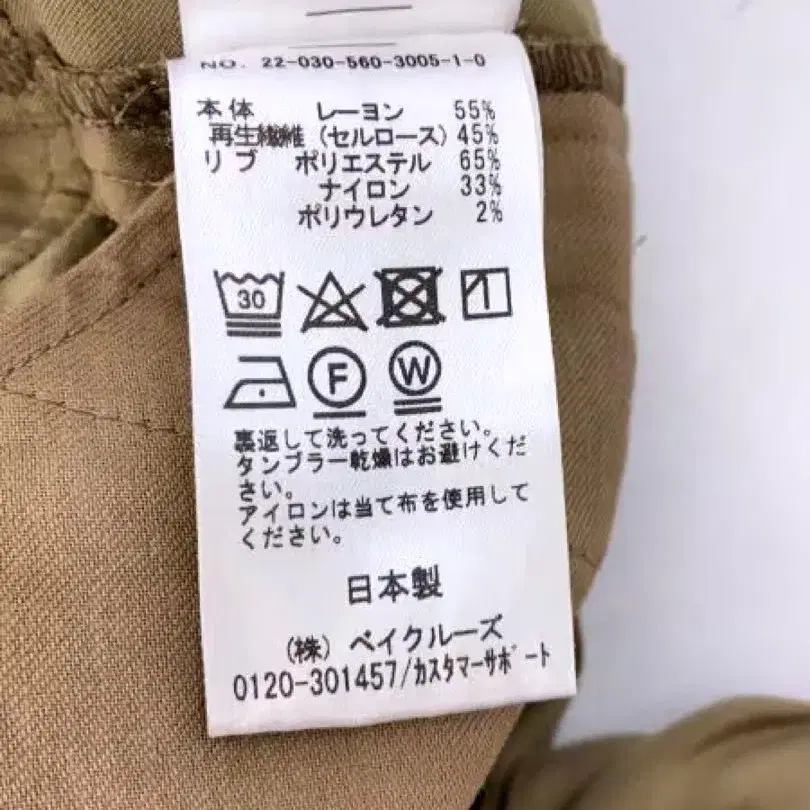 NO. 22-030-560-3005-1-0
本体 レーヨン 55%
再生繊維 (セルロース) 45%
リブ ポリエステル 65%
ナイロン 33%
ポリウレタン 2%
30
F W
裏返して洗ってください。
タンブラー乾燥はお避けくだ
さい。
アイロンは当て布を使用して
ください。
日本製
(株) ベイクルーズ
0120-301457/カスタマーサポート